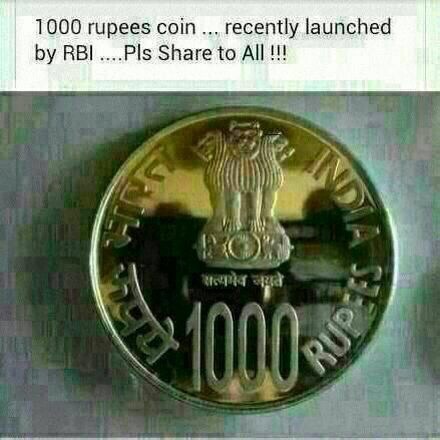 1000 rupees coin ... recently launched
by RBI ....Pls Share to All !!!
भारत
INDIA
सत्यमेव जयते
रुपये
1000
RUPEES